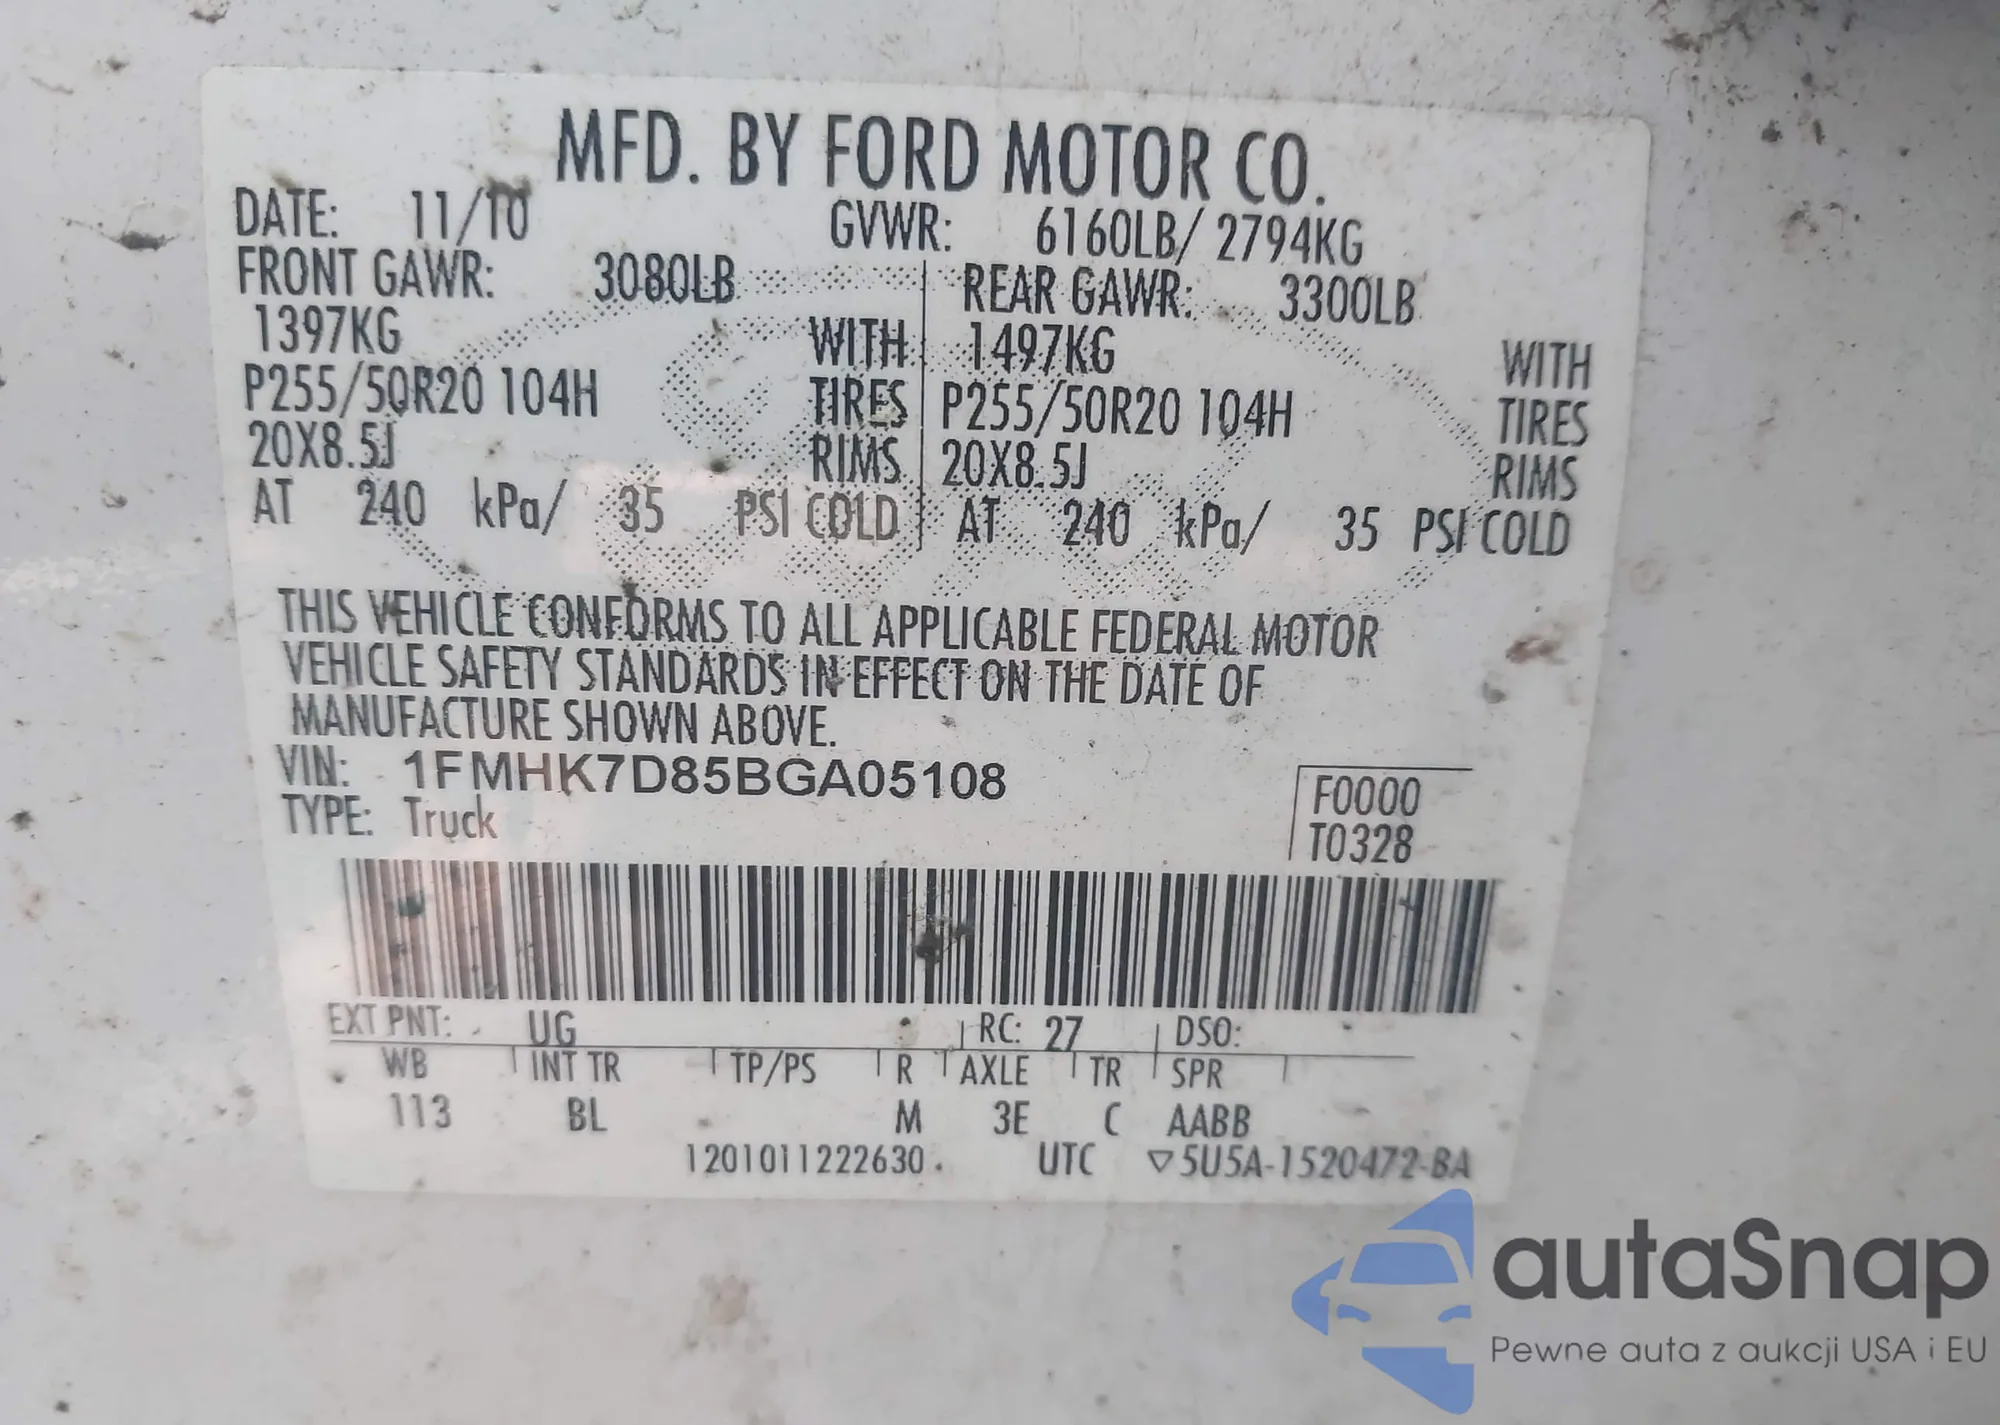 MFD. BY FORD MOTOR CO.
DATE: 11/10 GVWR: 6160LB/ 2794KG
FRONT GAWR: 3080LB REAR GAWR: 3300LB
1397KG WITH 1497KG WITH
P255/50R20 104H TIRES P255/50R20 104H TIRES
20X8.5J RIMS 20X8.5J RIMS
AT 240 kPa/ 35 PSI COLD AT 240 kPa/ 35 PSI COLD
THIS VEHICLE CONFORMS TO ALL APPLICABLE FEDERAL MOTOR
VEHICLE SAFETY STANDARDS IN EFFECT ON THE DATE OF
MANUFACTURE SHOWN ABOVE.
VIN: 1FMHK7D85BGA05108 F0000
TYPE: Truck T0328
EXT PNT: UG RC: 27 DSO:
WB INT TR TP/PS R AXLE TR SPR
113 BL M 3E C AABB
1201011222630. UTC ▽5U5A-1520472-BA
autaSnap
Pewne auta z aukcji USA i EU